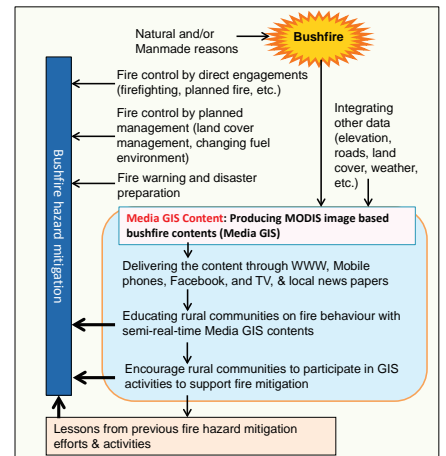 Natural and/or
Manmade reasons
Bushfire
Fire control by direct engagements
(firefighting, planned fire, etc.)
Fire control by planned
management (land cover
management, changing fuel
environment)
Fire warning and disaster
preparation
Integrating
other data
(elevation,
roads, land
cover, weather,
etc.)
Bushfire hazard mitigation
Media GIS Content: Producing MODIS image based
bushfire contents (Media GIS)
Delivering the content through WWW, Mobile
phones, Facebook, and TV, & local news papers
Educating rural communities on fire behaviour with
semi-real-time Media GIS contents
Encourage rural communities to participate in GIS
activities to support fire mitigation
Lessons from previous fire hazard mitigation
efforts & activities